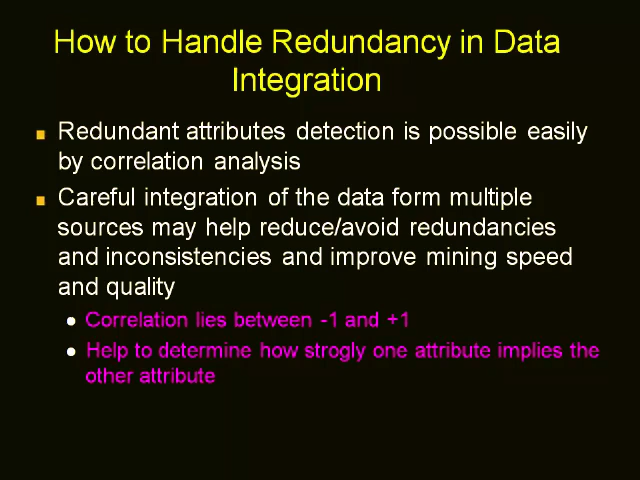 How to Handle Redundancy in Data
Integration
Redundant attributes detection is possible easily
by correlation analysis
Careful integration of the data form multiple
sources may help reduce/avoid redundancies
and inconsistencies and improve mining speed
and quality
Correlation lies between -1 and +1
Help to determine how strogly one attribute implies the
other attribute